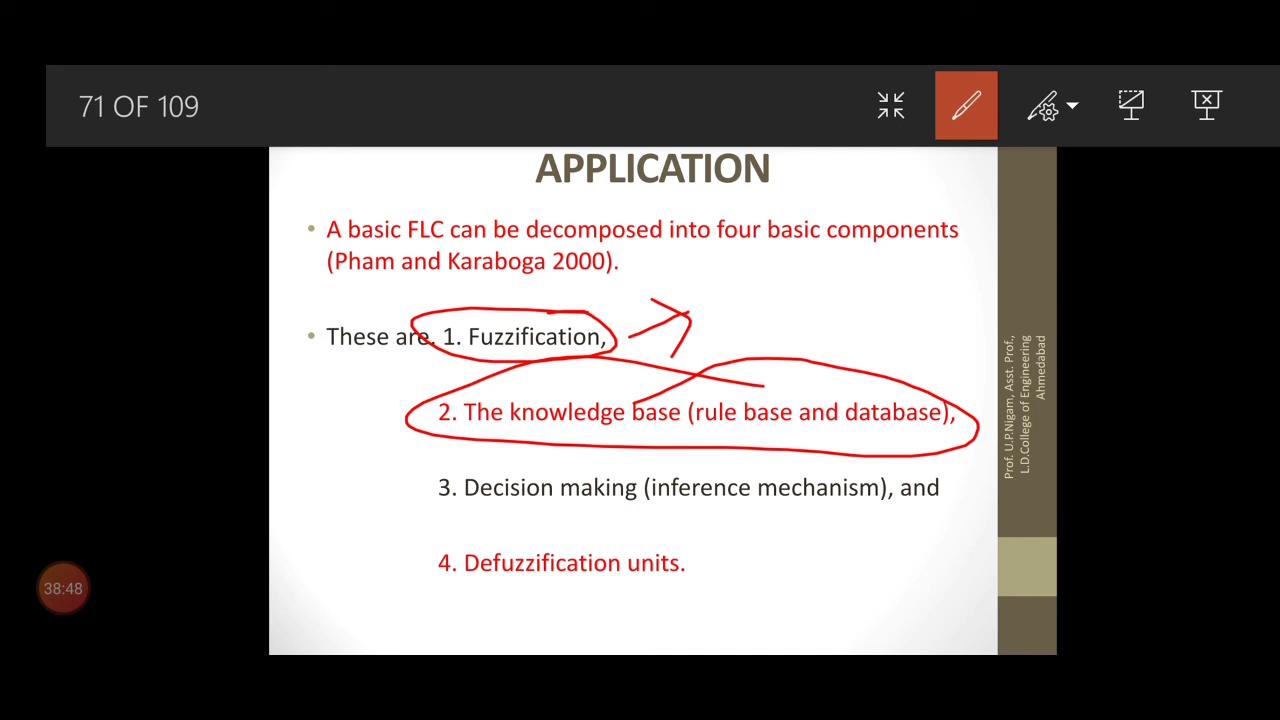 71 OF 109
APPLICATION
• A basic FLC can be decomposed into four basic components
(Pham and Karaboga 2000).
• These are. 1. Fuzzification,
2. The knowledge base (rule base and database),
3. Decision making (inference mechanism), and
4. Defuzzification units.
Prof. U.P.Nigam, Asst. Prof.,
L.D.College of Engineering
Ahmedabad
38:48